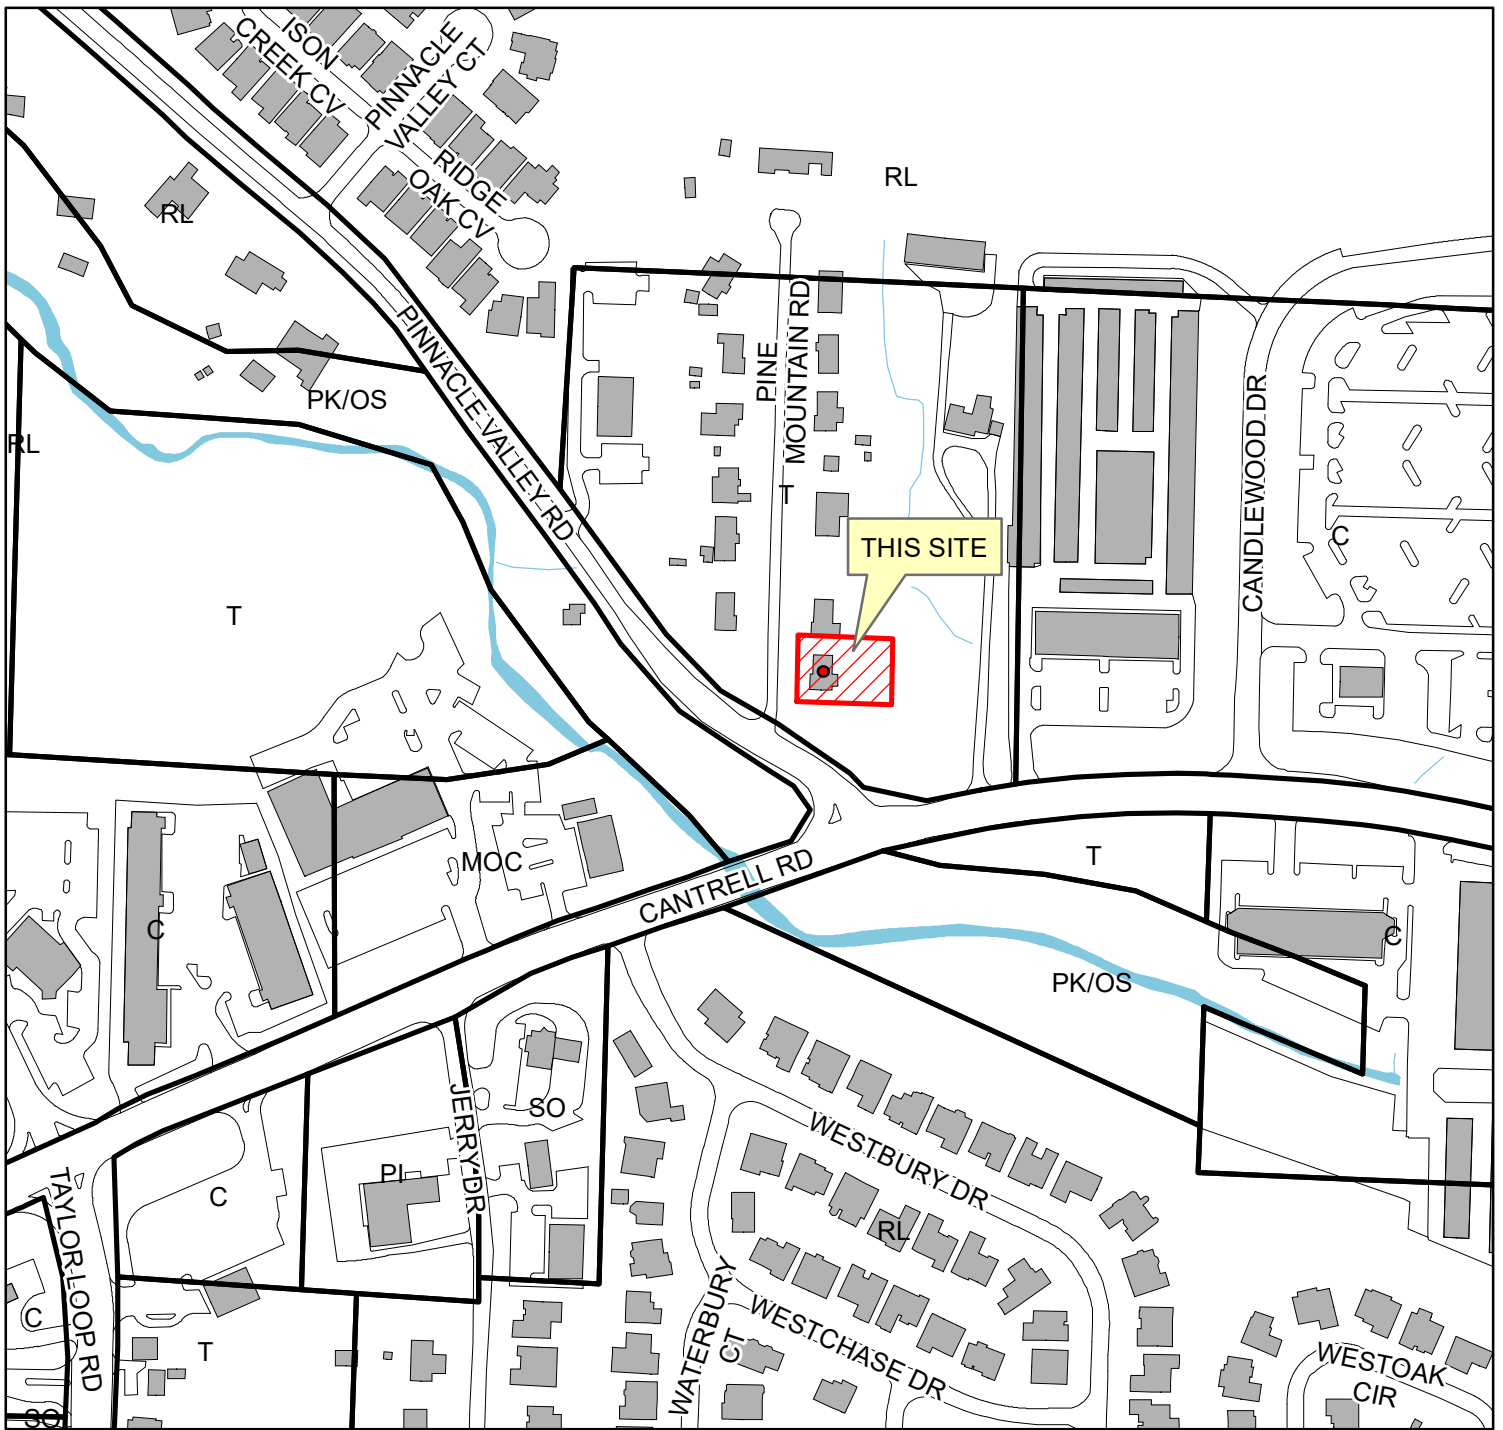 ISON
CREEK CV
PINNACLE
VALLEY CT
RIDGE
OAK CV
RL
RL
PINE
MOUNTAIN RD
PINNACLE VALLEY RD
PK/OS
RL
CANDLEWOOD DR
T
C
THIS SITE
T
MOC
T
CANTRELL RD
C
C
PK/OS
JERRY DR
SO
WESTBURY DR
PI
C
TAYLOR LOOP RD
RL
WATERBURY
CT
WESTCHASE DR
C
T
WESTOAK
CIR
SO